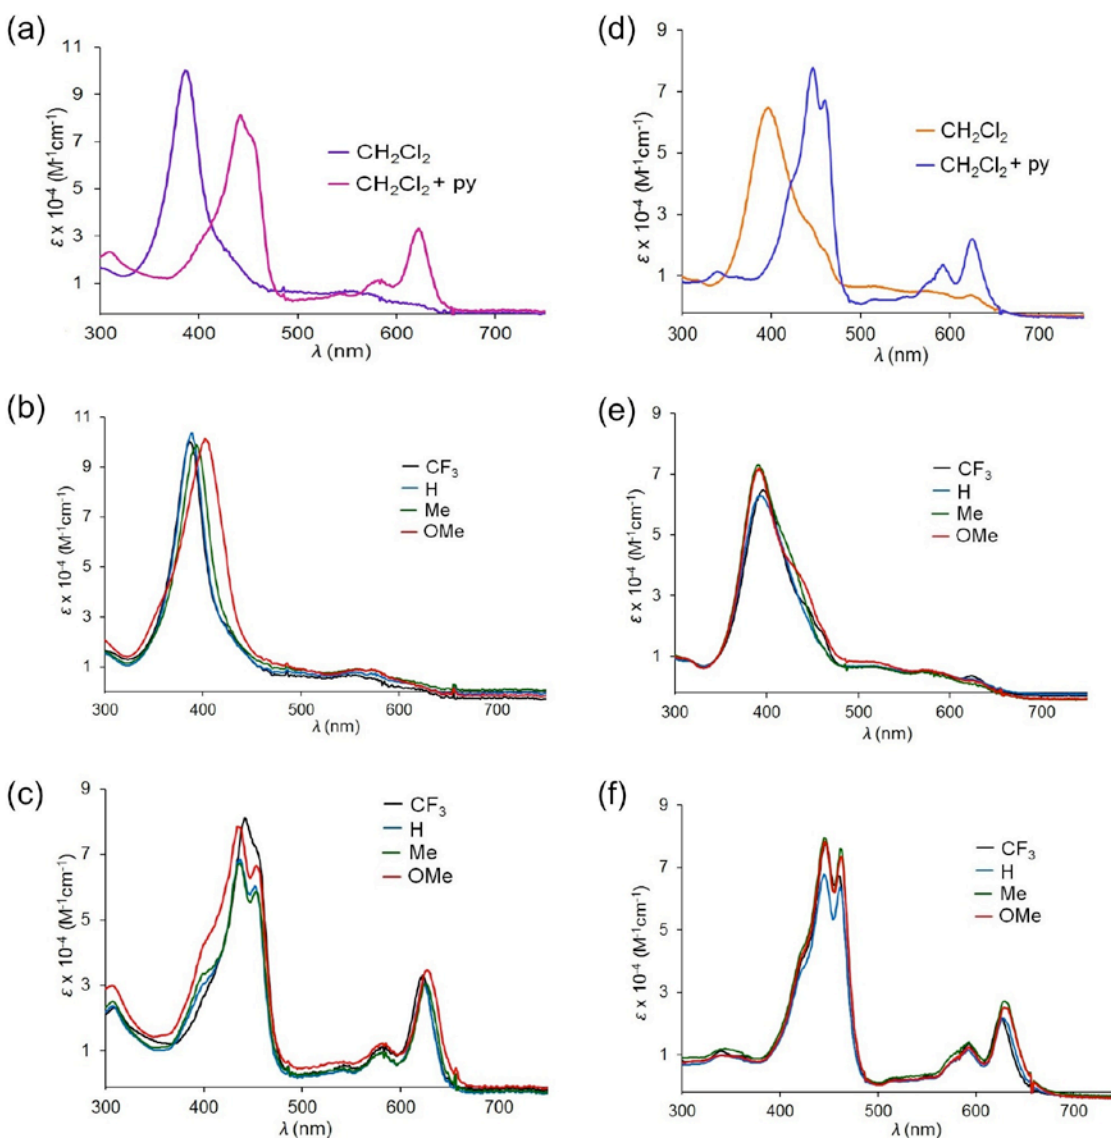 (a)
11
9
7
5
3
1
ε x 10⁻⁴ (M⁻¹cm⁻¹)
CH₂Cl₂
CH₂Cl₂ + py
300 400 500 600 700
λ (nm)
(d)
9
7
5
3
1
ε x 10⁻⁴ (M⁻¹cm⁻¹)
CH₂Cl₂
CH₂Cl₂ + py
300 400 500 600 700
λ (nm)
(b)
11
9
7
5
3
1
ε x 10⁻⁴ (M⁻¹cm⁻¹)
CF₃
H
Me
OMe
300 400 500 600 700
λ (nm)
(e)
9
7
5
3
1
ε x 10⁻⁴ (M⁻¹cm⁻¹)
CF₃
H
Me
OMe
300 400 500 600 700
λ (nm)
(c)
9
7
5
3
1
ε x 10⁻⁴ (M⁻¹cm⁻¹)
CF₃
H
Me
OMe
300 400 500 600 700
λ (nm)
(f)
9
7
5
3
1
ε x 10⁻⁴ (M⁻¹cm⁻¹)
CF₃
H
Me
OMe
300 400 500 600 700
λ (nm)